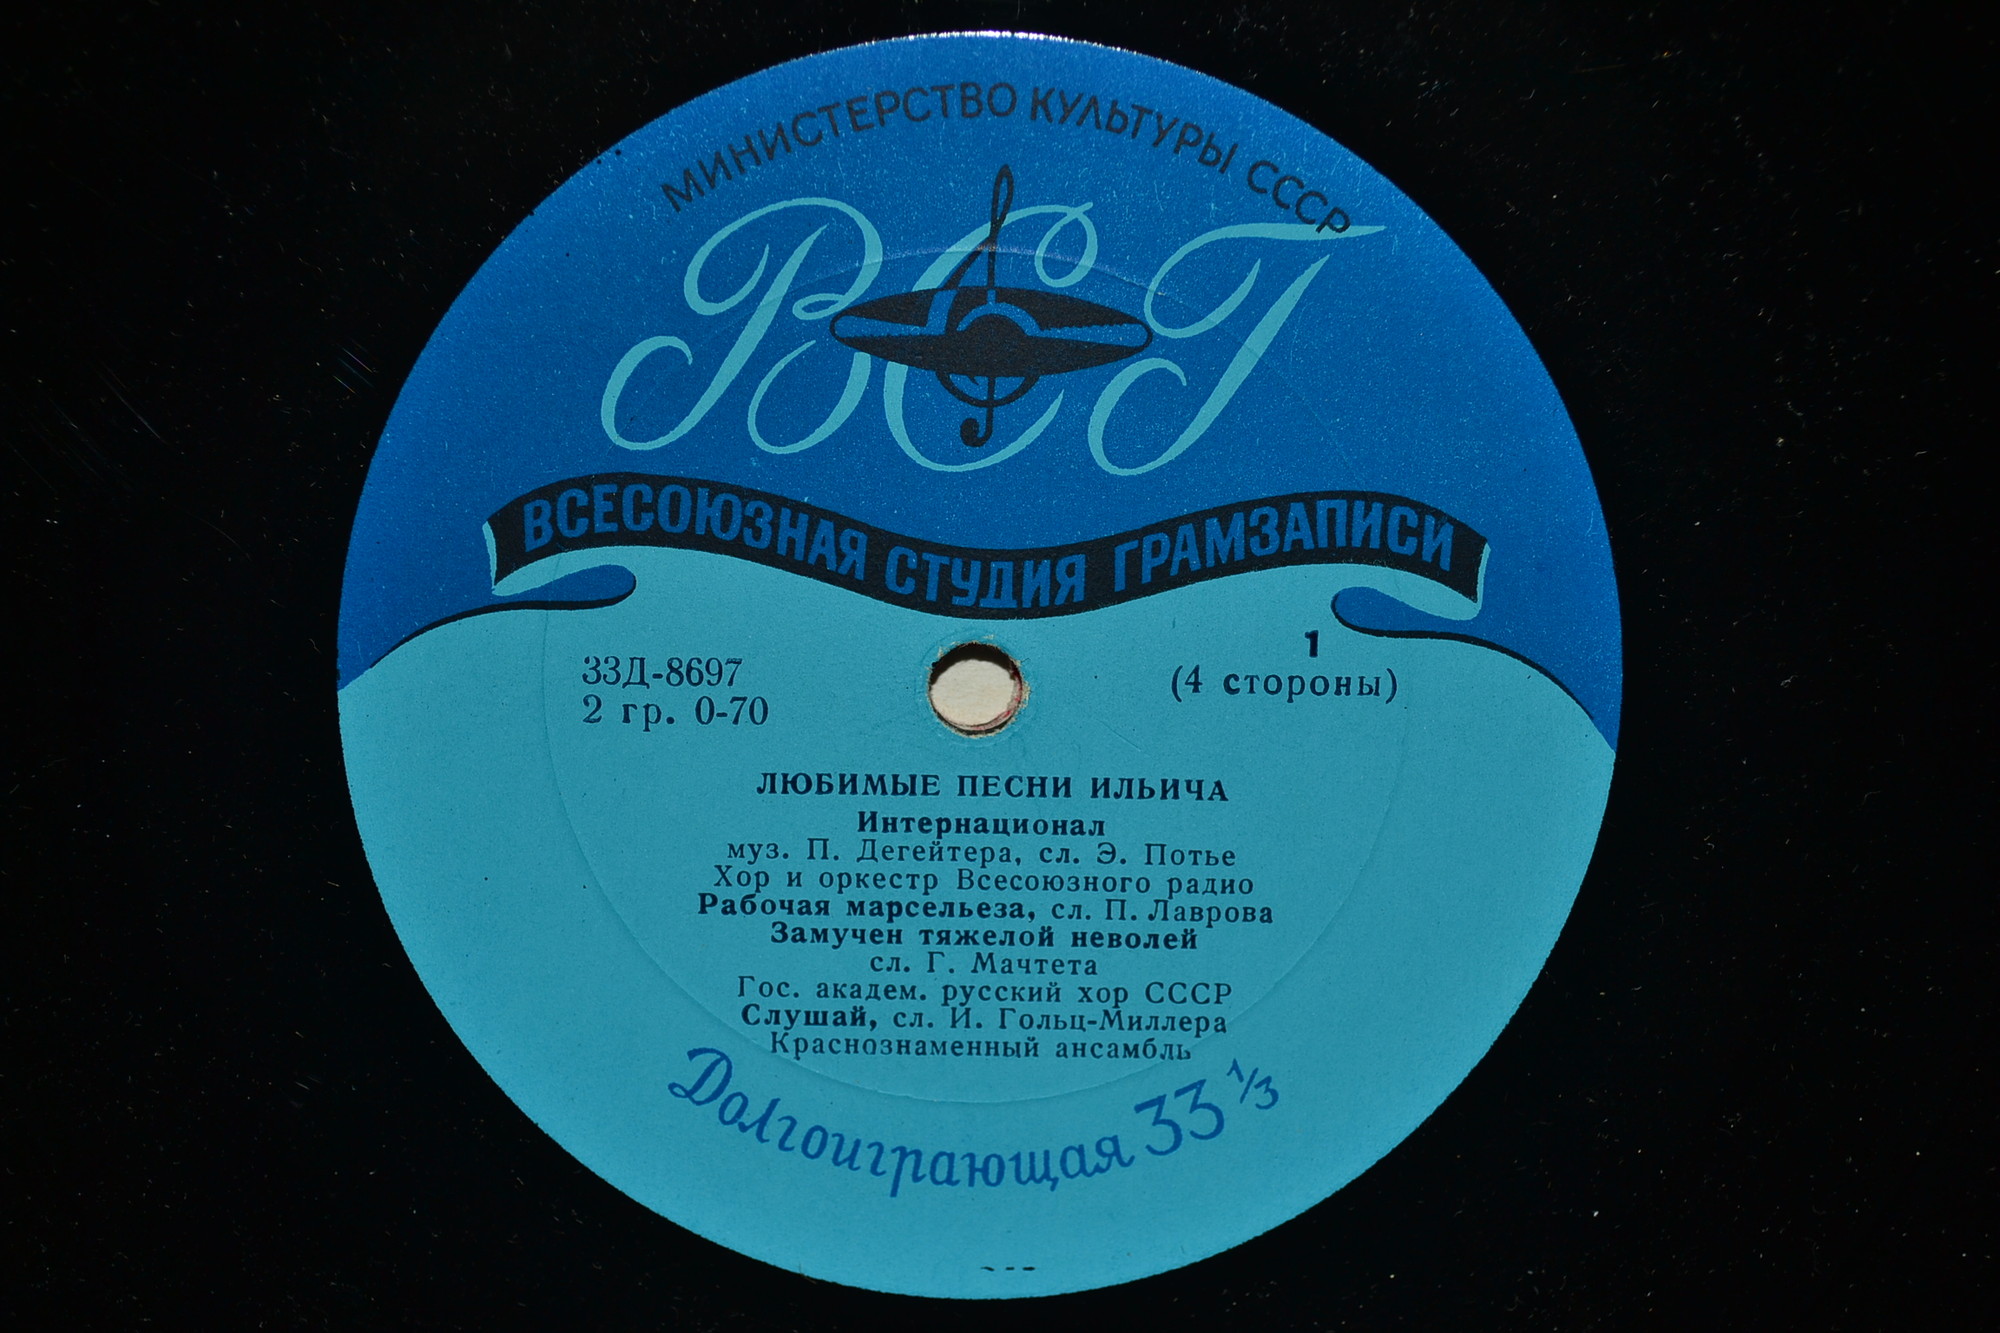 МИНИСТЕРСТВО КУЛЬТУРЫ СССР
ВСГ
ВСЕСОЮЗНАЯ СТУДИЯ ГРАМЗАПИСИ
33Д-8697
2 гр. 0-70
1
(4 стороны)
ЛЮБИМЫЕ ПЕСНИ ИЛЬИЧА
Интернационал
муз. П. Дегейтера, сл. Э. Потье
Хор и оркестр Всесоюзного радио
Рабочая марсельеза, сл. П. Лаврова
Замучен тяжелой неволей
сл. Г. Мачтета
Гос. академ. русский хор СССР
Слушай, сл. И. Гольц-Миллера
Краснознаменный ансамбль
Долгоиграющая 33 1/3